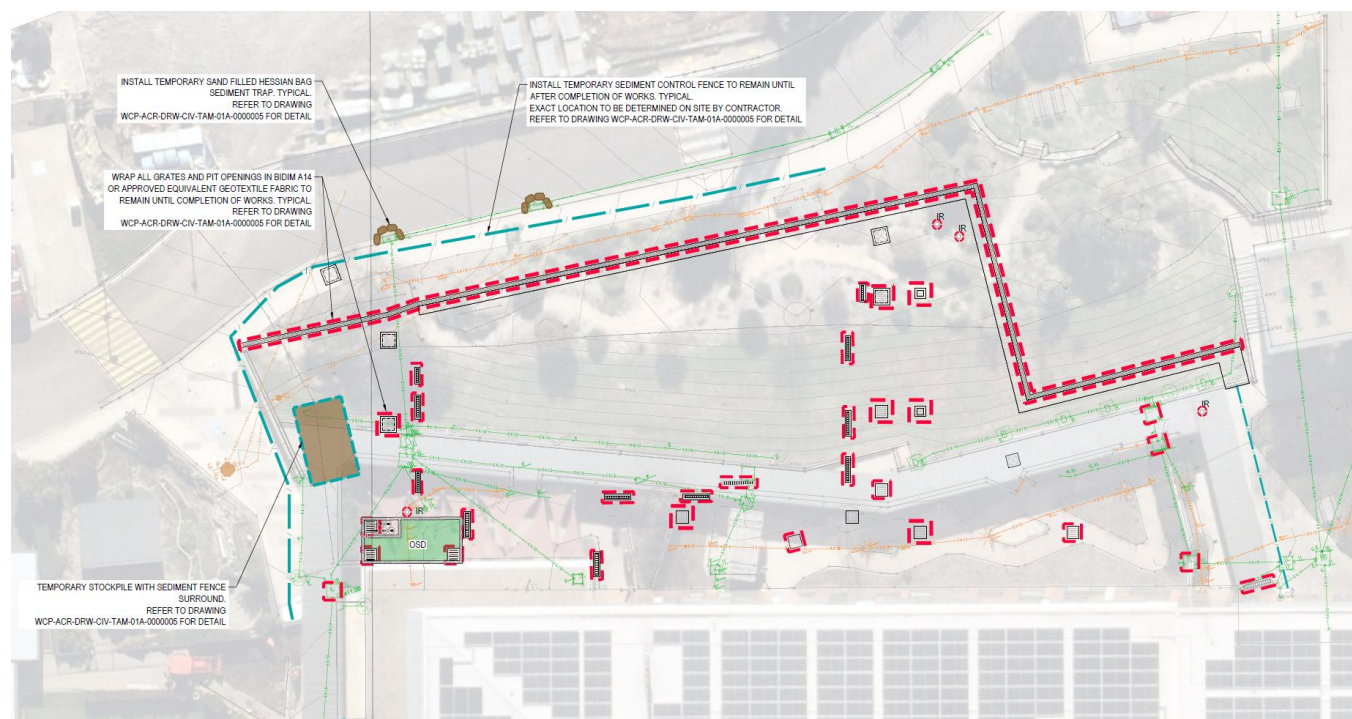 INSTALL TEMPORARY SAND FILLED HESSIAN BAG
SEDIMENT TRAP. TYPICAL.
REFER TO DRAWING
WCP-ACR-DRW-CIV-TAM-01A-0000005 FOR DETAIL
INSTALL TEMPORARY SEDIMENT CONTROL FENCE TO REMAIN UNTIL
AFTER COMPLETION OF WORKS. TYPICAL.
EXACT LOCATION TO BE DETERMINED ON SITE BY CONTRACTOR.
REFER TO DRAWING WCP-ACR-DRW-CIV-TAM-01A-0000005 FOR DETAIL
WRAP ALL GRATES AND PIT OPENINGS IN BIDIM A14
OR APPROVED EQUIVALENT GEOTEXTILE FABRIC TO
REMAIN UNTIL COMPLETION OF WORKS. TYPICAL.
REFER TO DRAWING
WCP-ACR-DRW-CIV-TAM-01A-0000005 FOR DETAIL
IR
IR
IR
IR
OSD
TEMPORARY STOCKPILE WITH SEDIMENT FENCE
SURROUND.
REFER TO DRAWING
WCP-ACR-DRW-CIV-TAM-01A-0000005 FOR DETAIL